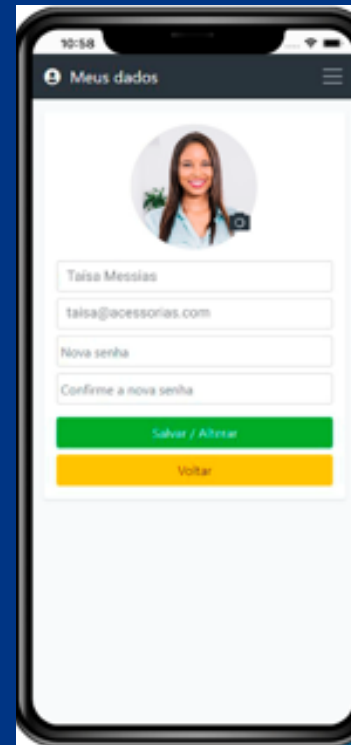 10:58
Meus dados
Taísa Messias
taisa@acessorias.com
Nova senha
Confirme a nova senha
Salvar / Alterar
Voltar